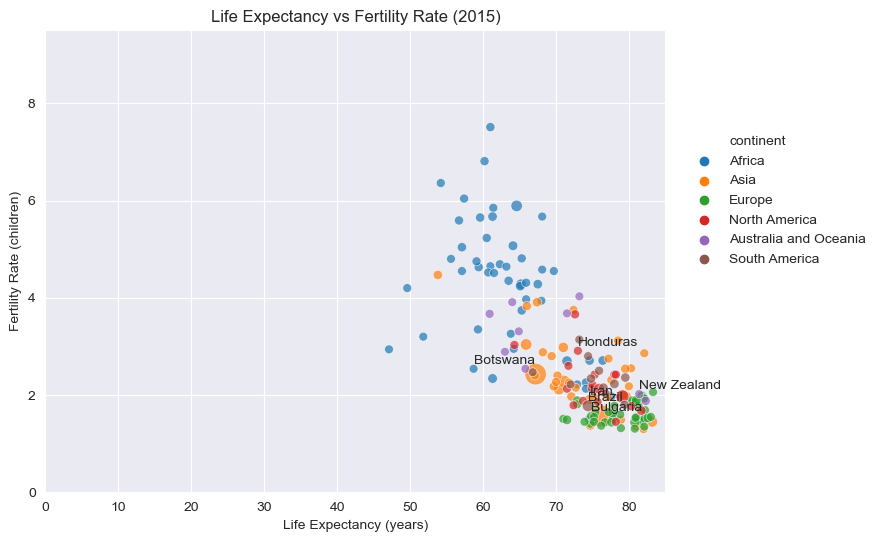 Life Expectancy vs Fertility Rate (2015)
8
6
4
2
0
Fertility Rate (children)
Honduras
Botswana
New Zealand
Iran
Brazil
Bulgaria
0 10 20 30 40 50 60 70 80
Life Expectancy (years)
continent
Africa
Asia
Europe
North America
Australia and Oceania
South America